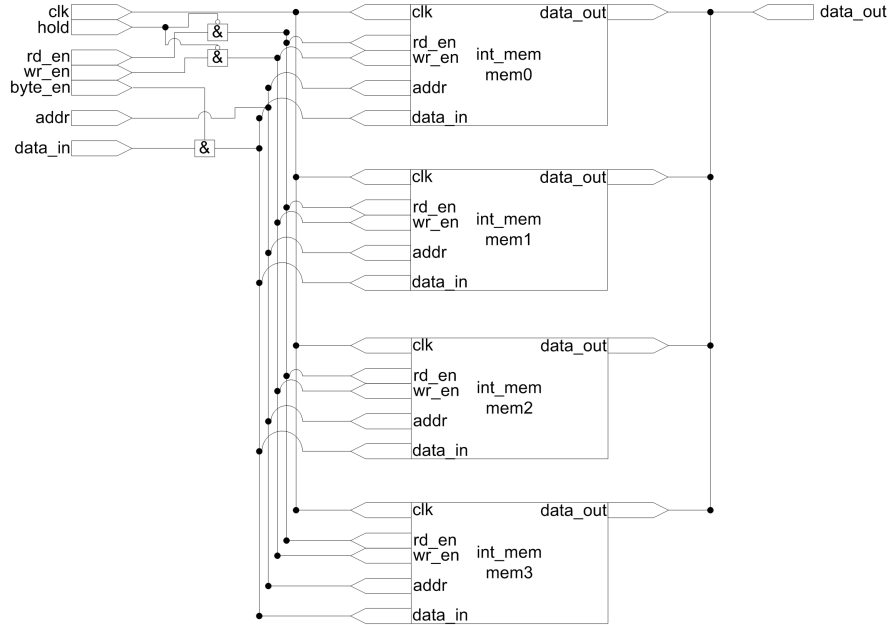 clk
hold
rd_en
wr_en
byte_en
addr
data_in
&
&
&
clk
data_out
rd_en
wr_en
int_mem
mem0
addr
data_in
data_out
clk
data_out
rd_en
wr_en
int_mem
mem1
addr
data_in
clk
data_out
rd_en
wr_en
int_mem
mem2
addr
data_in
clk
data_out
rd_en
wr_en
int_mem
mem3
addr
data_in